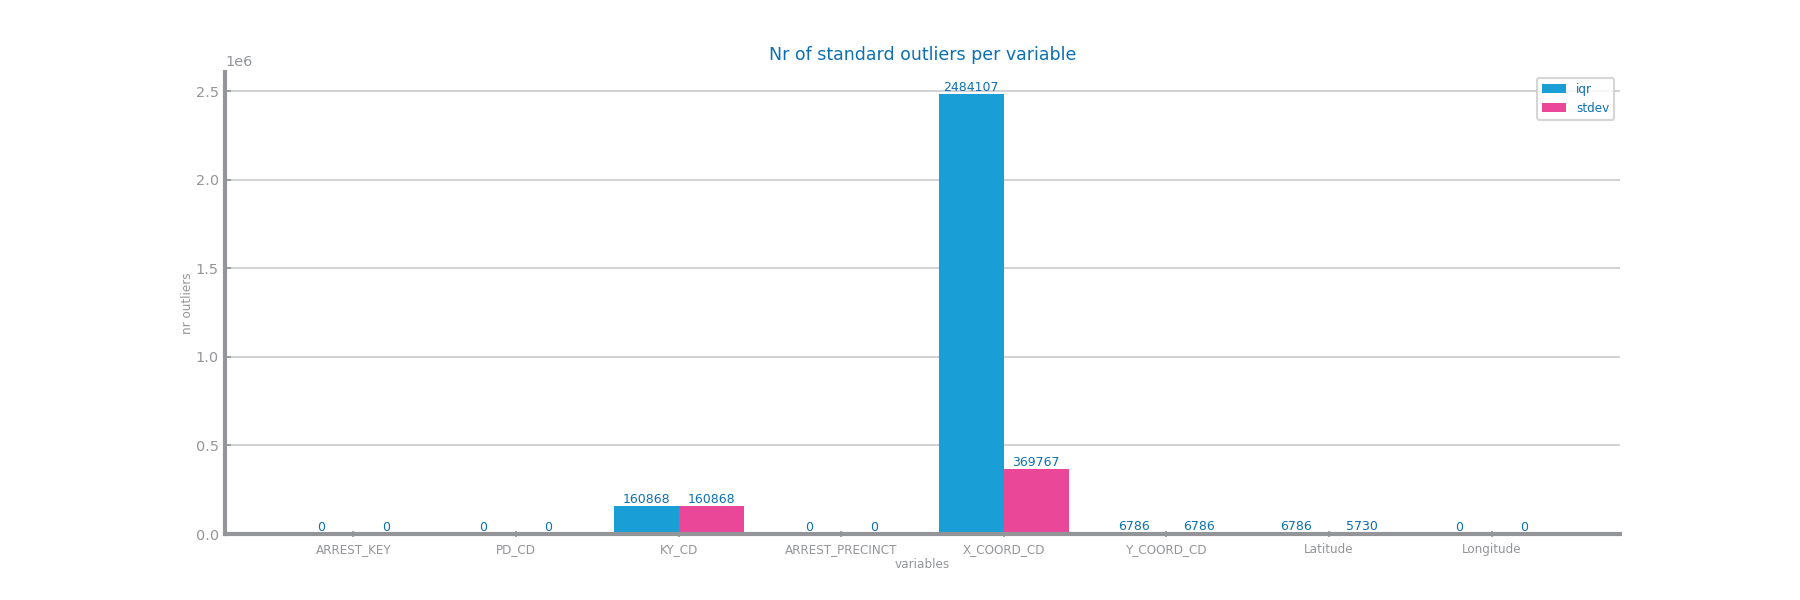 Nr of standard outliers per variable
1e6
iqr
stdev
2.5
2.0
1.5
1.0
0.5
0.0
nr outliers
2484107
369767
160868 160868
0 0 0 0 0 0 6786 6786 6786 5730 0 0
ARREST_KEY PD_CD KY_CD ARREST_PRECINCT X_COORD_CD Y_COORD_CD Latitude Longitude
variables